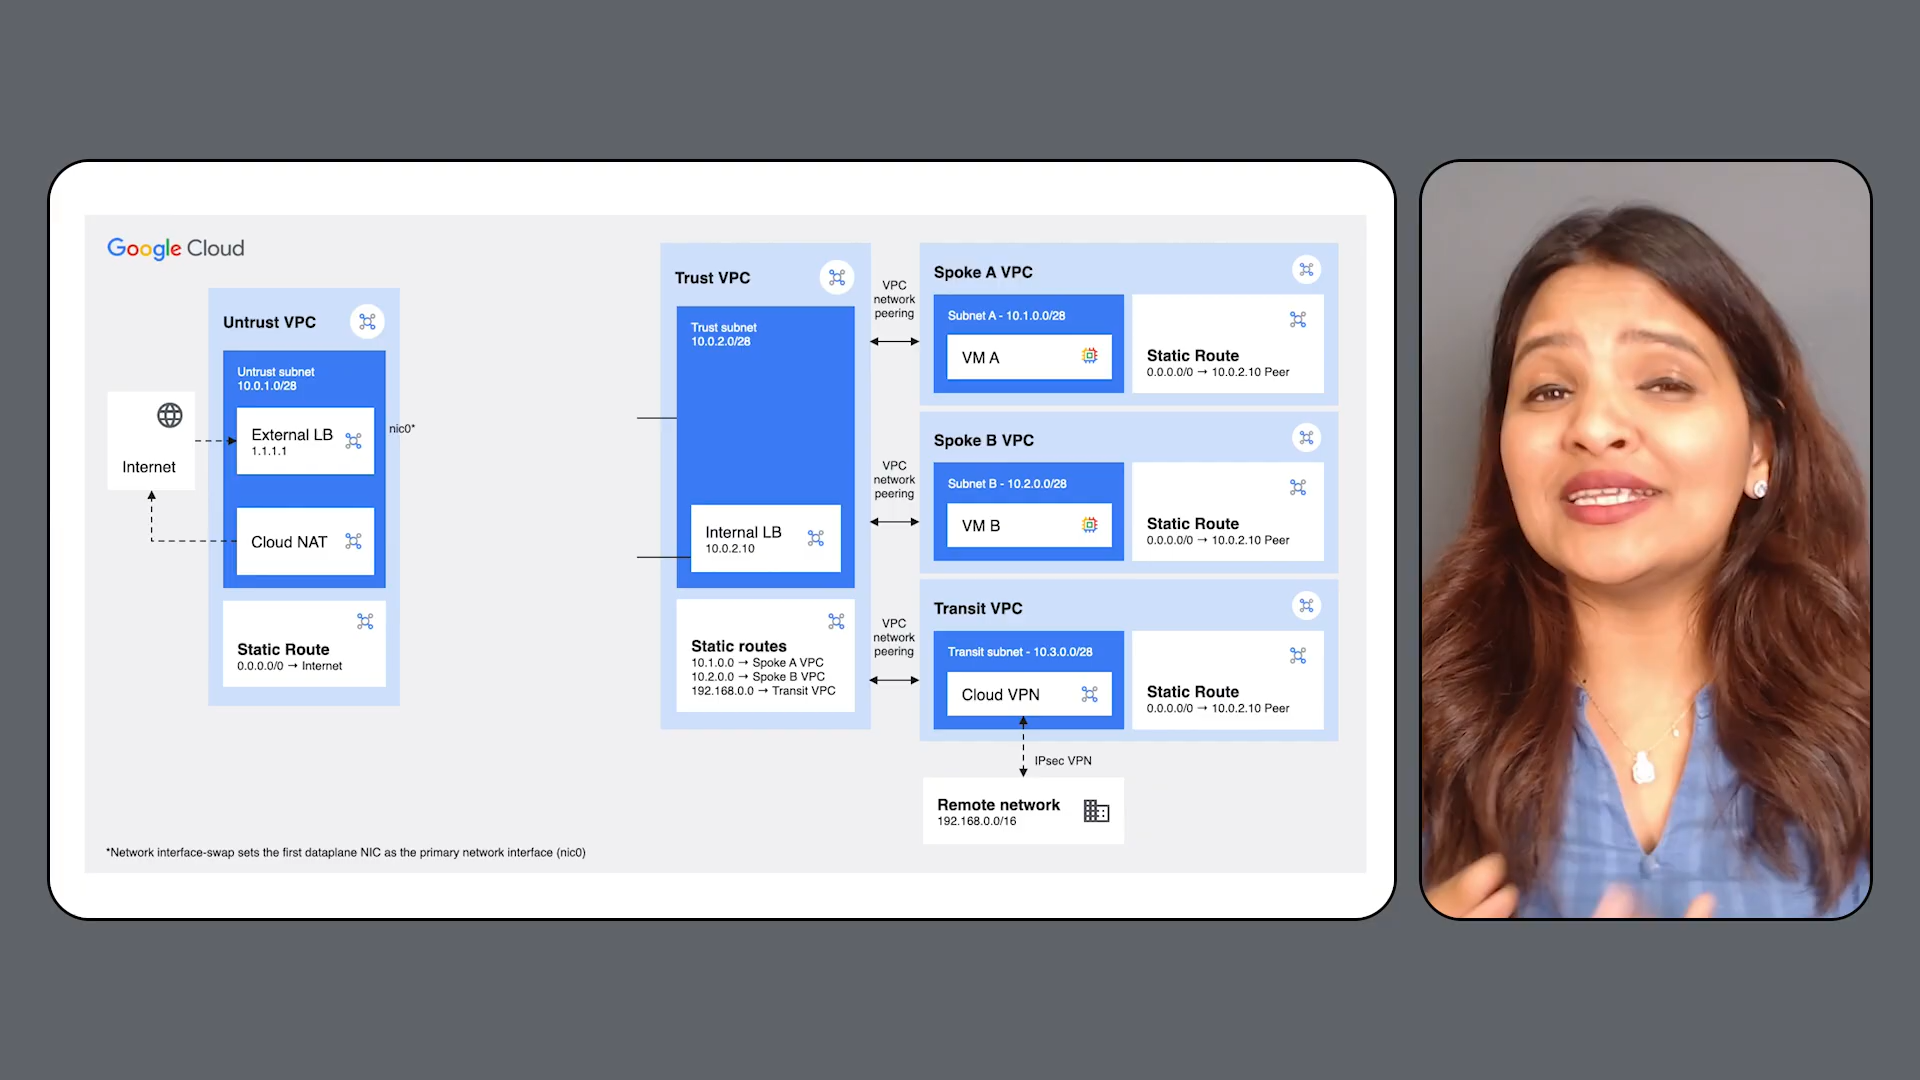 Google Cloud
Untrust VPC
Untrust subnet
10.0.1.0/28
Internet
External LB
1.1.1.1
nic0*
Cloud NAT
Static Route
0.0.0.0/0 → Internet
Trust VPC
Trust subnet
10.0.2.0/28
Internal LB
10.0.2.10
Static routes
10.1.0.0 → Spoke A VPC
10.2.0.0 → Spoke B VPC
192.168.0.0 → Transit VPC
VPC
network
peering
VPC
network
peering
VPC
network
peering
Spoke A VPC
Subnet A - 10.1.0.0/28
VM A
Static Route
0.0.0.0/0 → 10.0.2.10 Peer
Spoke B VPC
Subnet B - 10.2.0.0/28
VM B
Static Route
0.0.0.0/0 → 10.0.2.10 Peer
Transit VPC
Transit subnet - 10.3.0.0/28
Cloud VPN
Static Route
0.0.0.0/0 → 10.0.2.10 Peer
IPsec VPN
Remote network
192.168.0.0/16
*Network interface-swap sets the first dataplane NIC as the primary network interface (nic0)